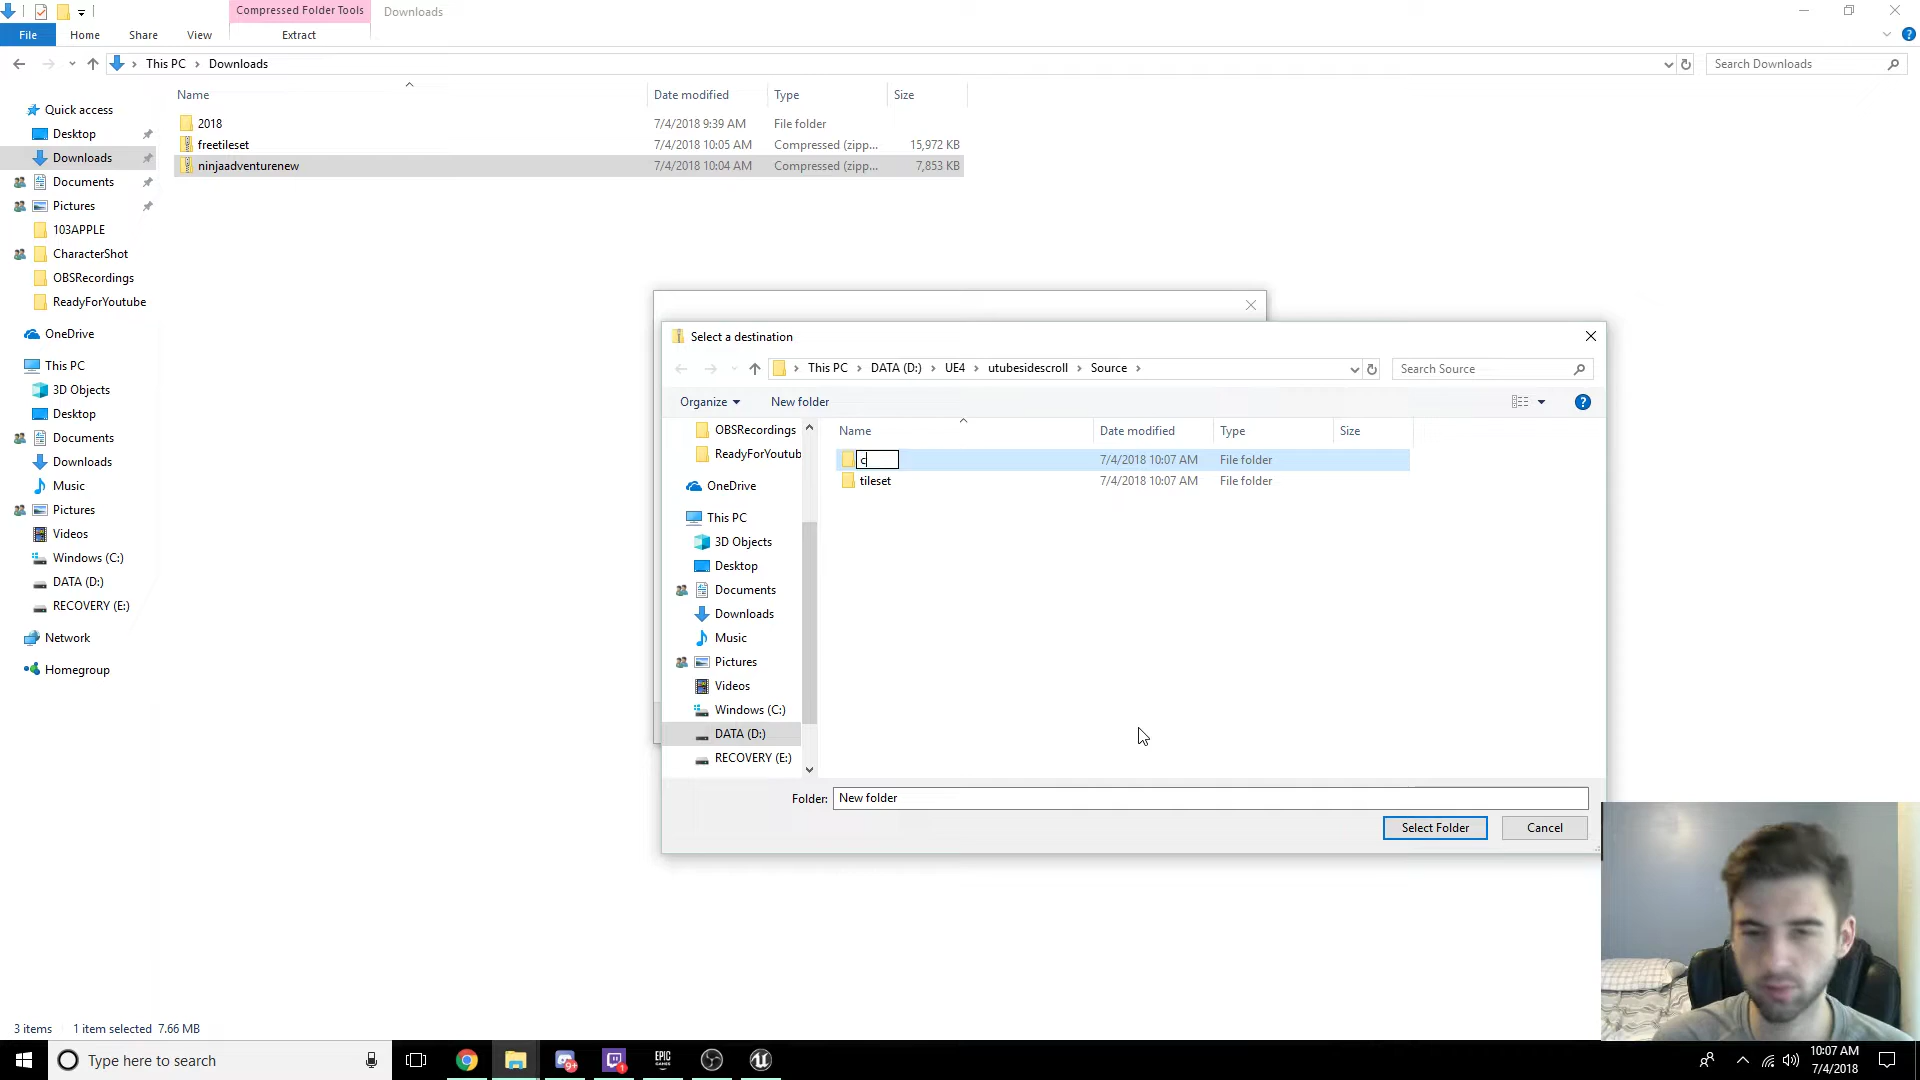 Compressed Folder Tools Downloads
File Home Share View Extract
This PC Downloads Search Downloads
Name Date modified Type Size
2018 7/4/2018 9:39 AM File folder
freetileset 7/4/2018 10:05 AM Compressed (zipp... 15,972 KB
ninjaadventurenew 7/4/2018 10:04 AM Compressed (zipp... 7,853 KB
Quick access
Desktop
Downloads
Documents
Pictures
103APPLE
CharacterShot
OBSRecordings
ReadyForYoutube
OneDrive
This PC
3D Objects
Desktop
Documents
Downloads
Music
Pictures
Videos
Windows (C:)
DATA (D:)
RECOVERY (E:)
Network
Homegroup
Select a destination
This PC DATA (D:) UE4 utubesidescroll Source Search Source
Organize New folder
Name Date modified Type Size
c 7/4/2018 10:07 AM File folder
tileset 7/4/2018 10:07 AM File folder
OBSRecordings
ReadyForYoutub
OneDrive
This PC
3D Objects
Desktop
Documents
Downloads
Music
Pictures
Videos
Windows (C:)
DATA (D:)
RECOVERY (E:)
Folder: New folder
Select Folder Cancel
3 items 1 item selected 7.66 MB
Type here to search
9+
1
EPIC
GAMES
10:07 AM
7/4/2018